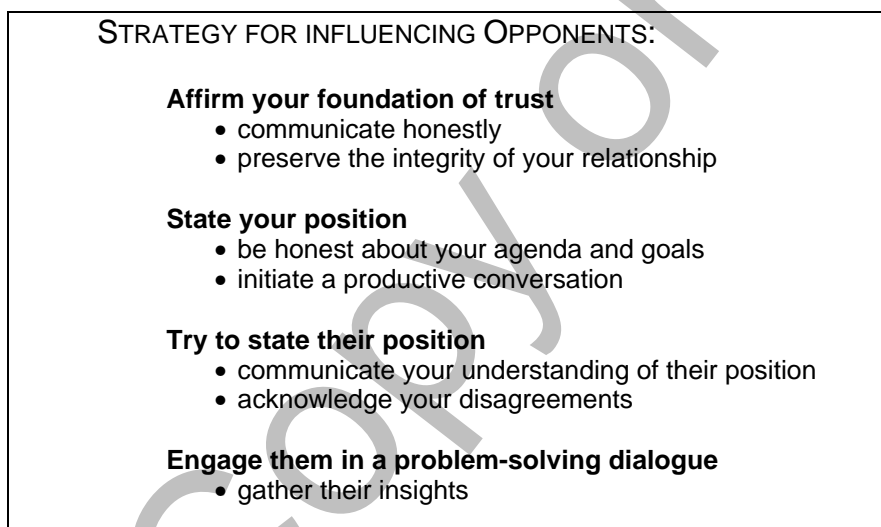 STRATEGY FOR INFLUENCING OPPONENTS:
Affirm your foundation of trust
• communicate honestly
• preserve the integrity of your relationship
State your position
• be honest about your agenda and goals
• initiate a productive conversation
Try to state their position
• communicate your understanding of their position
• acknowledge your disagreements
Engage them in a problem-solving dialogue
• gather their insights
Copy of